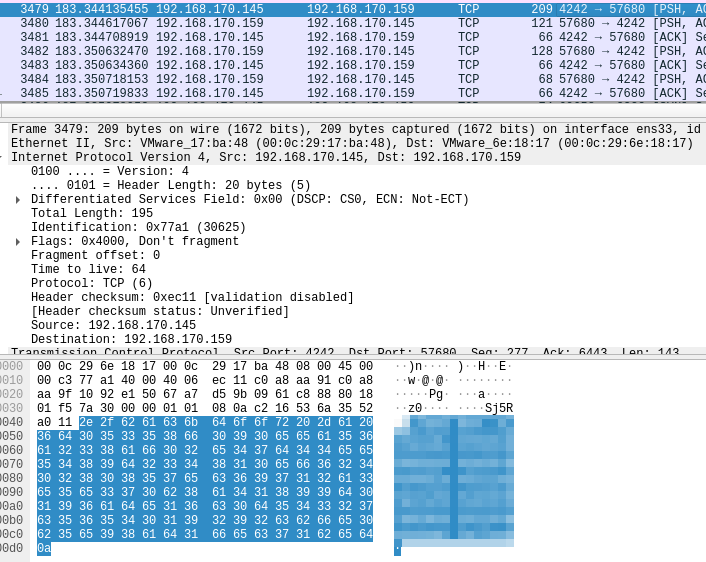 3479 183.344135455 192.168.170.145 192.168.170.159 TCP 209 4242 → 57680 [PSH, AC
3480 183.344617067 192.168.170.159 192.168.170.145 TCP 121 57680 → 4242 [PSH, AC
3481 183.344708919 192.168.170.145 192.168.170.159 TCP 66 4242 → 57680 [ACK] Se
3482 183.350632470 192.168.170.159 192.168.170.145 TCP 128 57680 → 4242 [PSH, AC
3483 183.350634360 192.168.170.145 192.168.170.159 TCP 66 4242 → 57680 [ACK] Se
3484 183.350718153 192.168.170.159 192.168.170.145 TCP 68 57680 → 4242 [PSH, AC
3485 183.350719833 192.168.170.145 192.168.170.159 TCP 66 4242 → 57680 [ACK] Se
Frame 3479: 209 bytes on wire (1672 bits), 209 bytes captured (1672 bits) on interface ens33, id
Ethernet II, Src: VMware_17:ba:48 (00:0c:29:17:ba:48), Dst: VMware_6e:18:17 (00:0c:29:6e:18:17)
Internet Protocol Version 4, Src: 192.168.170.145, Dst: 192.168.170.159
0100 .... = Version: 4
.... 0101 = Header Length: 20 bytes (5)
Differentiated Services Field: 0x00 (DSCP: CS0, ECN: Not-ECT)
Total Length: 195
Identification: 0x77a1 (30625)
Flags: 0x4000, Don't fragment
Fragment offset: 0
Time to live: 64
Protocol: TCP (6)
Header checksum: 0xec11 [validation disabled]
[Header checksum status: Unverified]
Source: 192.168.170.145
Destination: 192.168.170.159
Transmission Control Protocol, Src Port: 4242, Dst Port: 57680, Seq: 277, Ack: 6443, Len: 143
0000 00 0c 29 6e 18 17 00 0c 29 17 ba 48 08 00 45 00 ··)n···· )··H··E·
0010 00 c3 77 a1 40 00 40 06 ec 11 c0 a8 aa 91 c0 a8 ··w·@·@· ········
0020 aa 9f 10 92 e1 50 67 a7 d5 9b 09 61 c8 88 80 18 ·····Pg· ···a····
0030 01 f5 7a 30 00 00 01 01 08 0a c2 16 53 6a 35 52 ··z0···· ····Sj5R
0040 a0 11 2e 2f 62 61 63 6b 64 6f 6f 72 20 2d 61 20
0050 36 64 30 35 33 35 38 66 30 39 30 65 65 61 35 36
0060 61 32 33 38 61 66 30 32 65 34 37 64 34 34 65 65
0070 35 34 38 39 64 32 33 34 38 31 30 65 66 36 32 34
0080 30 32 38 30 38 35 37 65 63 36 39 37 31 32 61 33
0090 65 35 65 33 37 30 62 38 61 34 31 38 39 39 64 30
00a0 31 39 36 61 64 65 31 36 63 30 64 35 34 33 32 37
00b0 63 35 36 35 34 30 31 39 32 39 32 63 62 66 65 30
00c0 62 35 65 39 38 61 64 31 66 65 63 37 31 62 65 64
00d0 0a ·